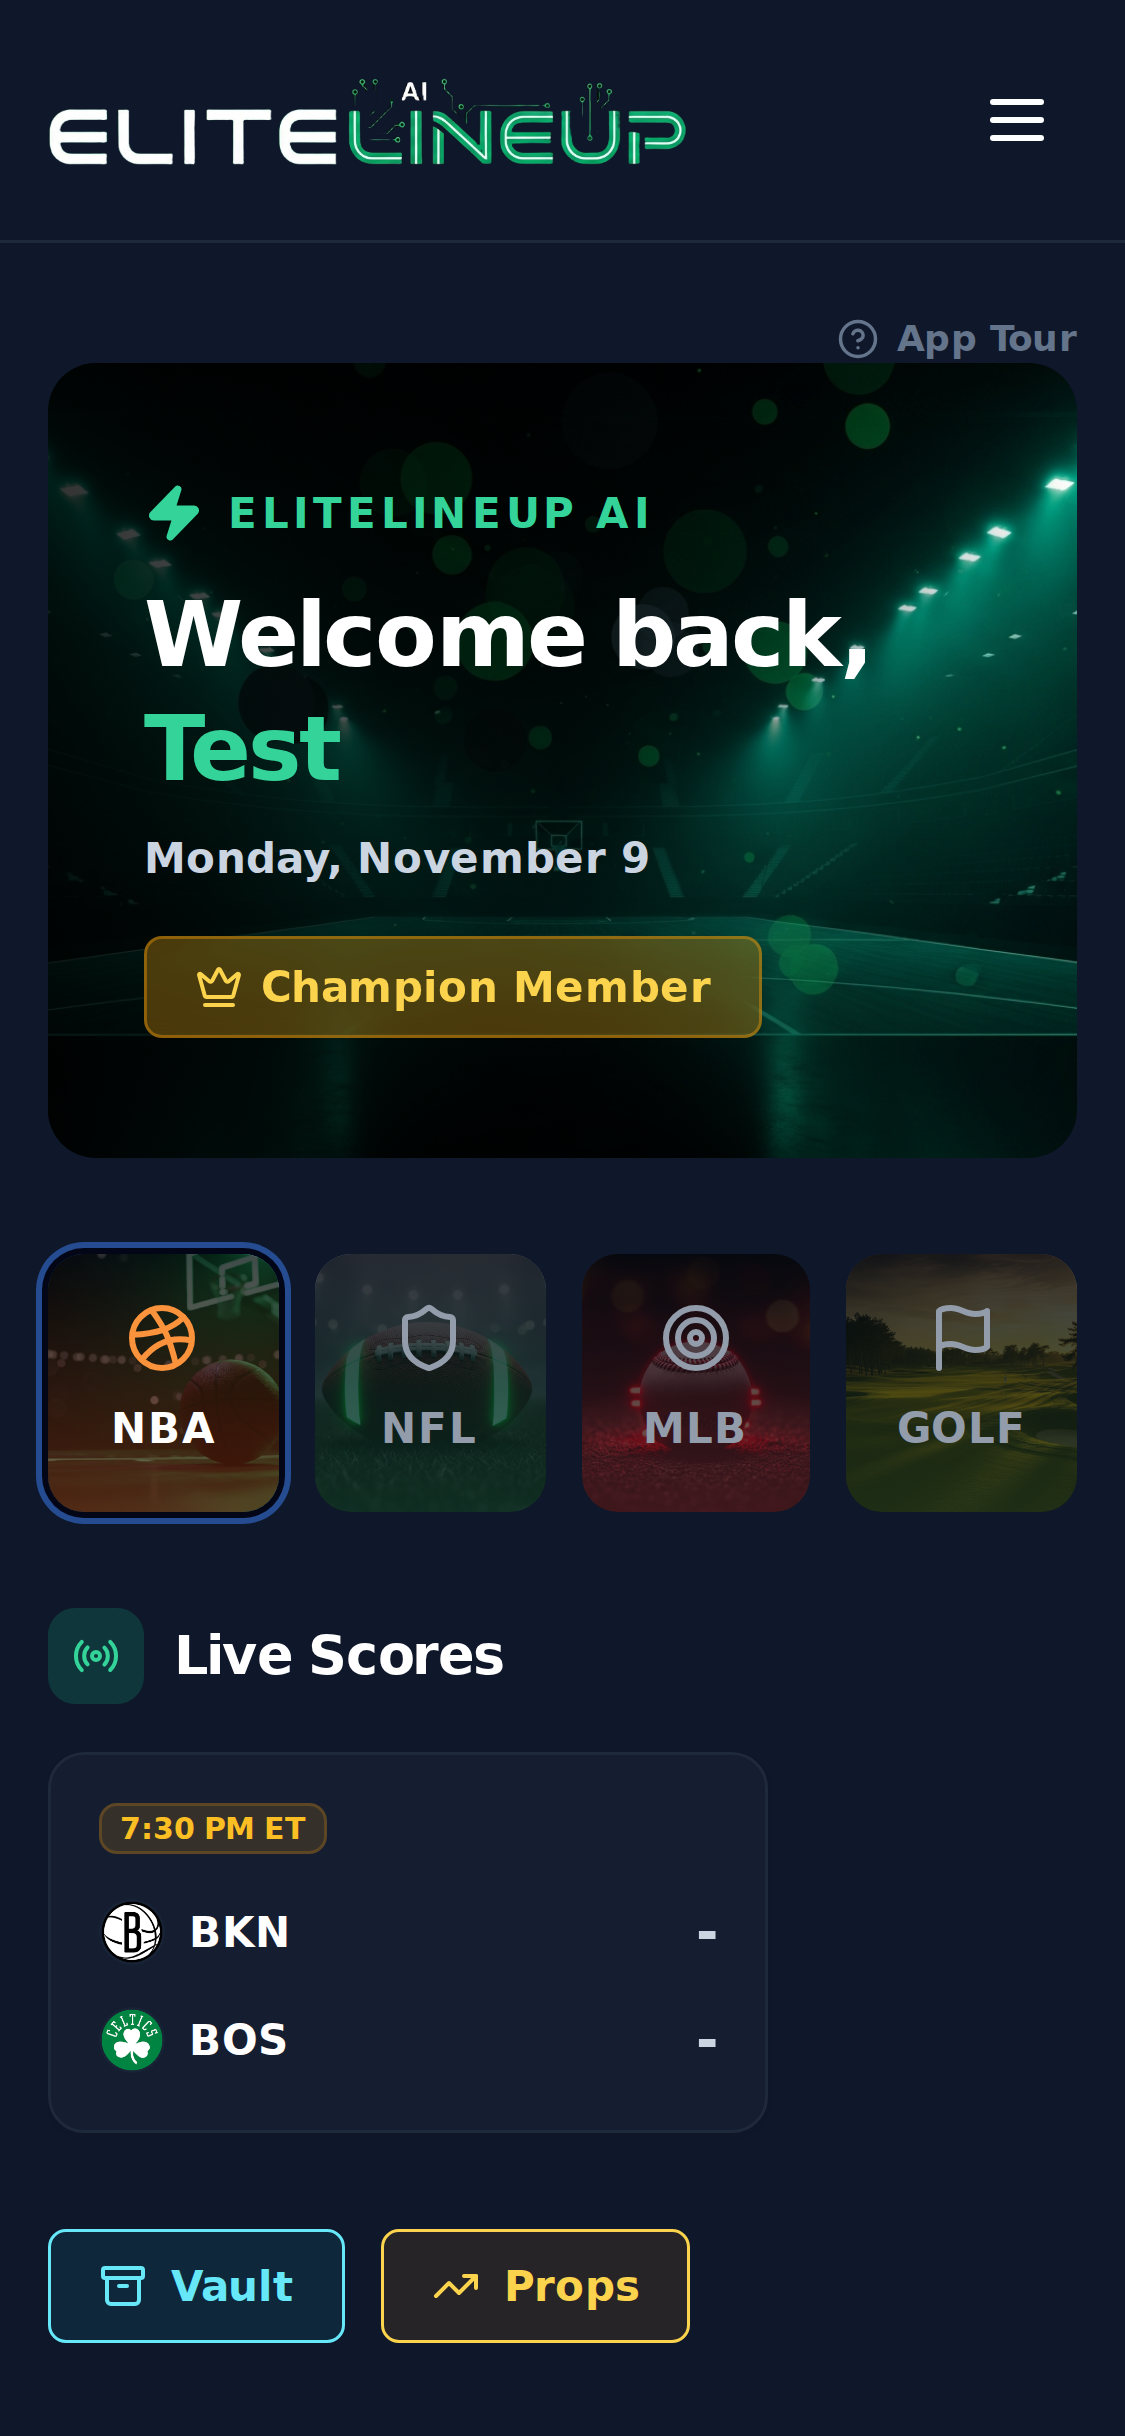 ELITELINEUP AI
App Tour
ELITELINEUP AI
Welcome back,
Test
Monday, November 9
Champion Member
NBA NFL MLB GOLF
Live Scores
7:30 PM ET
B BKN -
CELTICS BOS -
Vault Props